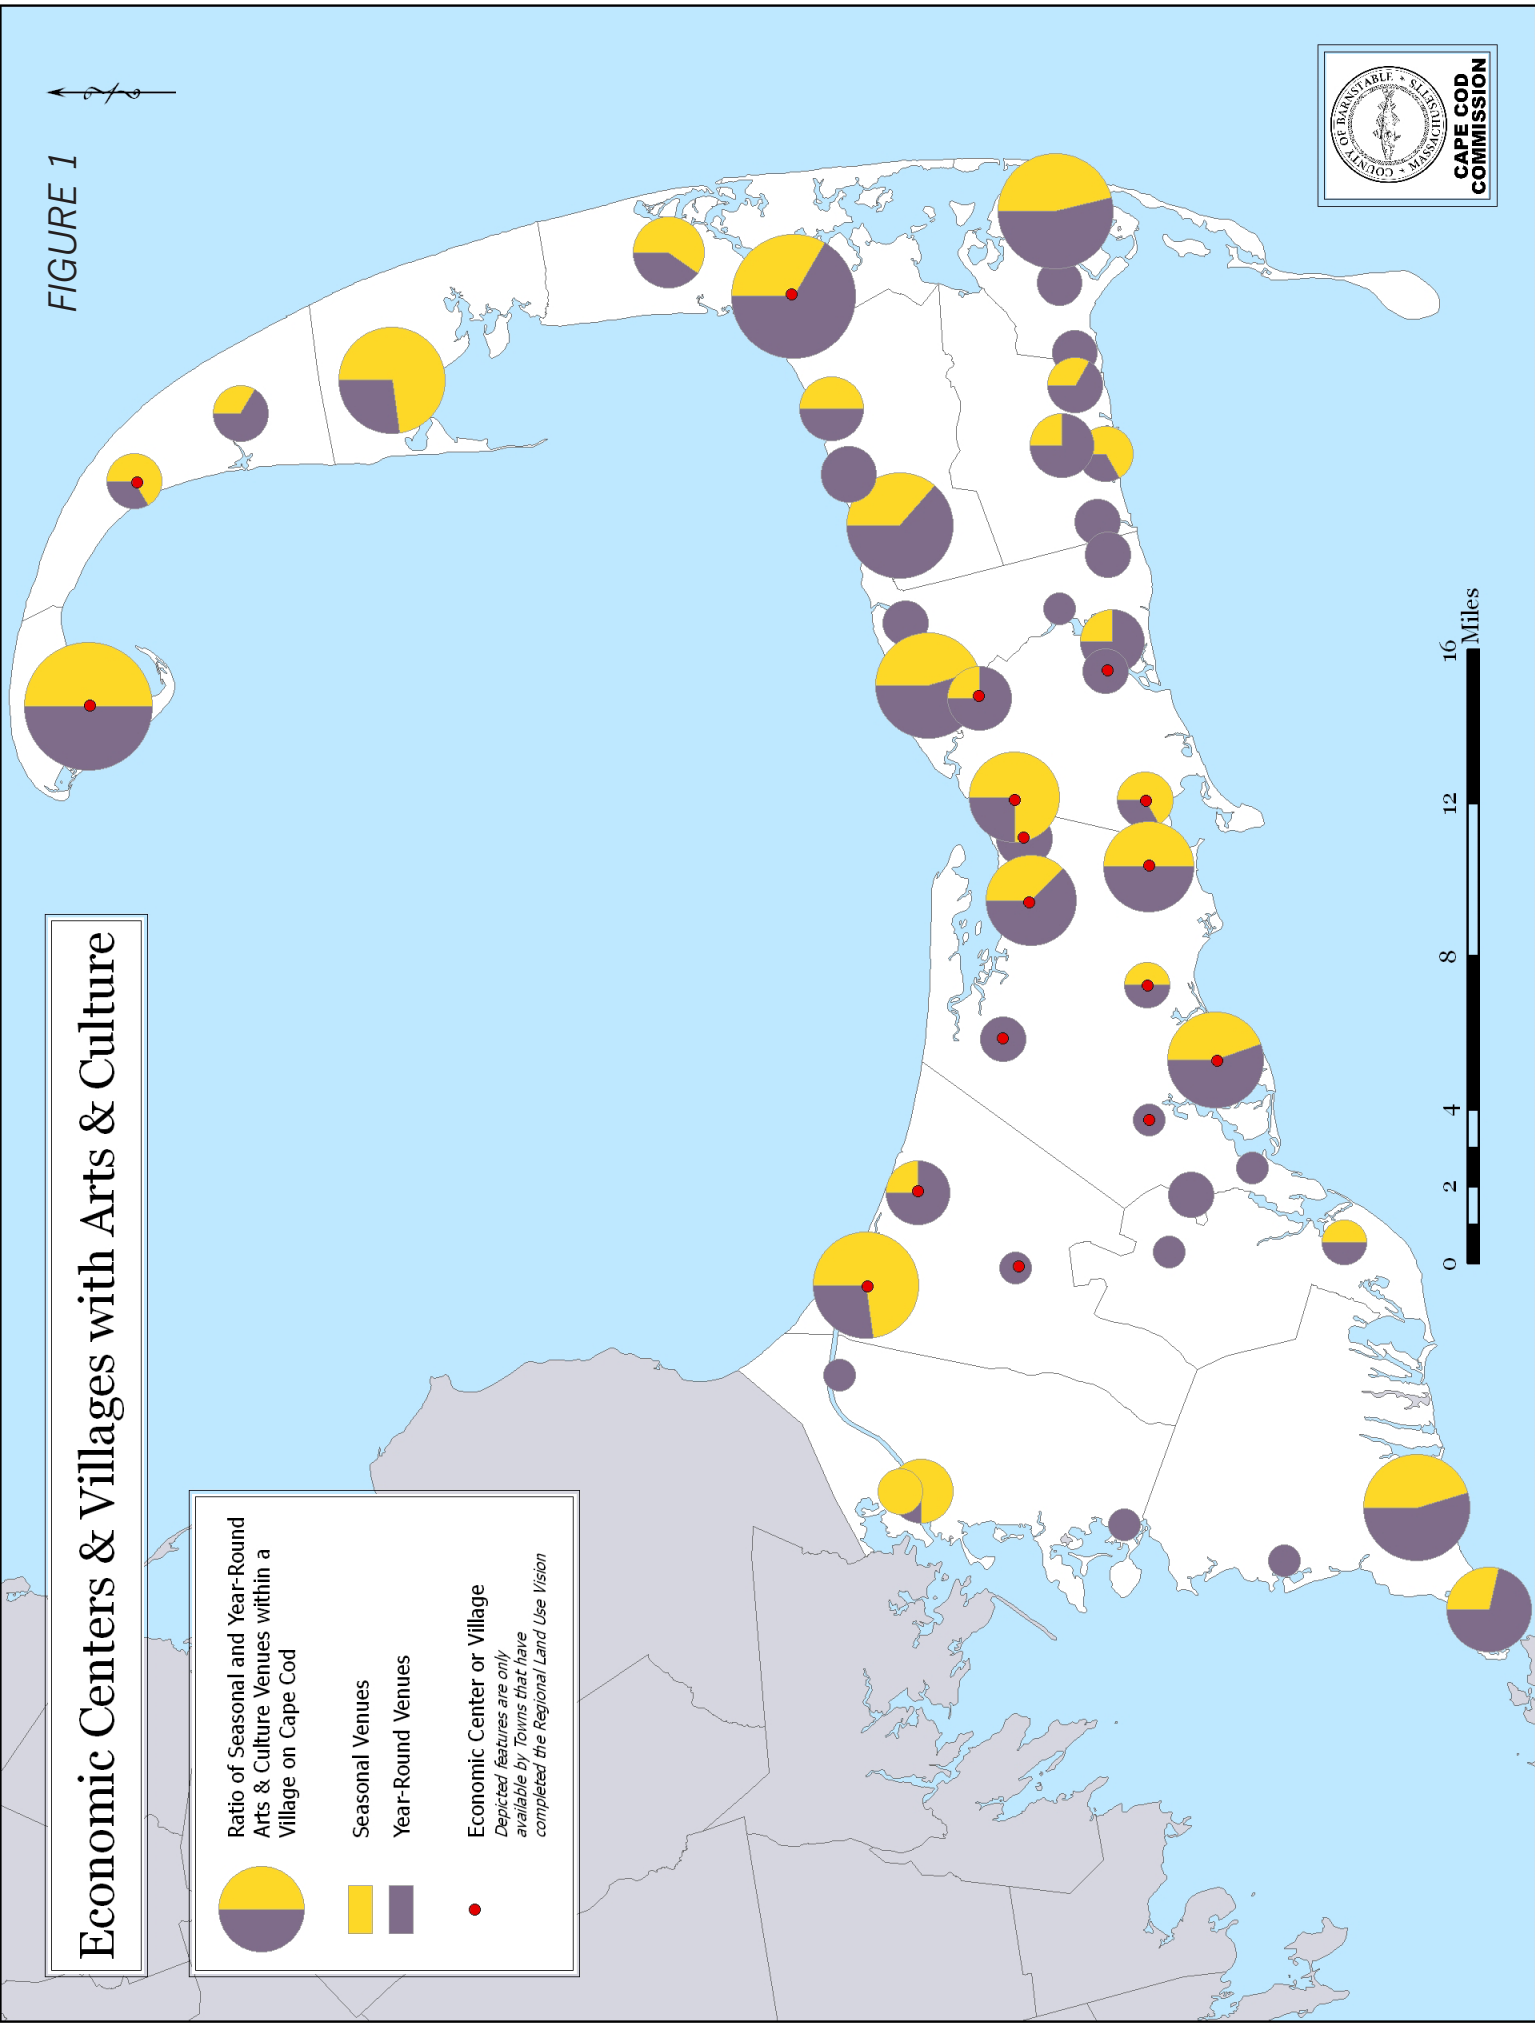 FIGURE 1
Economic Centers & Villages with Arts & Culture
Ratio of Seasonal and Year-Round
Arts & Culture Venues within a
Village on Cape Cod
Seasonal Venues
Year-Round Venues
Economic Center or Village
Depicted features are only
available by Towns that have
completed the Regional Land Use Vision
0 2 4 8 12 16
Miles
COUNTY OF BARNSTABLE
MASSACHUSETTS
CAPE COD
COMMISSION